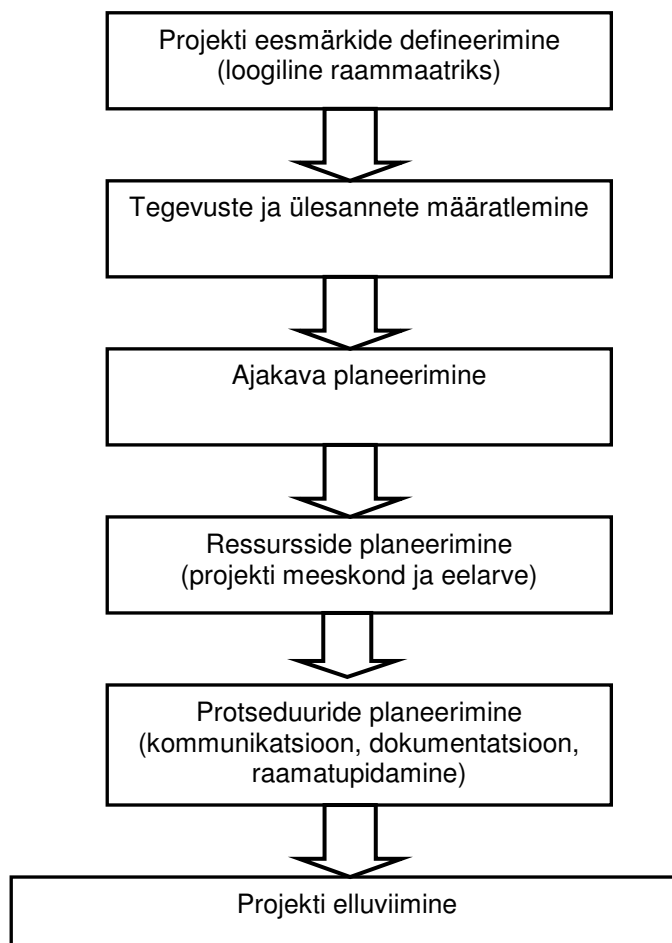 Projekti eesmärkide defineerimine
(loogiline raammaatriks)
Tegevuste ja ülesannete määratlemine
Ajakava planeerimine
Ressursside planeerimine
(projekti meeskond ja eelarve)
Protseduuride planeerimine
(kommunikatsioon, dokumentatsioon,
raamatupidamine)
Projekti elluviimine